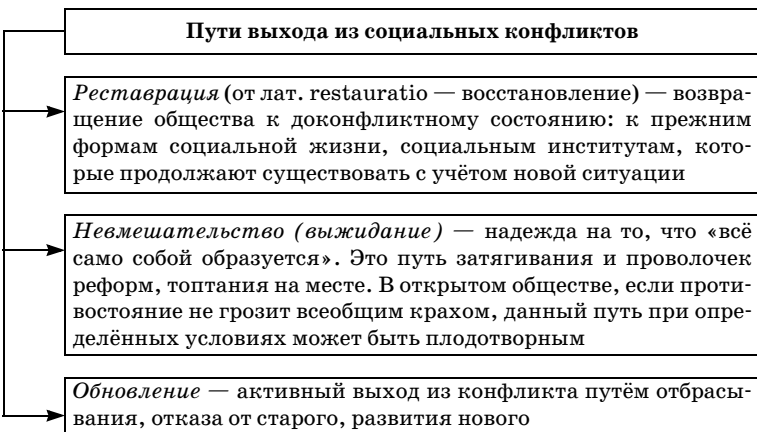 Пути выхода из социальных конфликтов
Реставрация (от лат. restauratio — восстановление) — возвра-
щение общества к доконфликтному состоянию: к прежним
формам социальной жизни, социальным институтам, кото-
рые продолжают существовать с учётом новой ситуации
Невмешательство (выжидание) — надежда на то, что «всё
само собой образуется». Это путь затягивания и проволочек
реформ, топтания на месте. В открытом обществе, если проти-
востояние не грозит всеобщим крахом, данный путь при опре-
делённых условиях может быть плодотворным
Обновление — активный выход из конфликта путём отбрасы-
вания, отказа от старого, развития нового